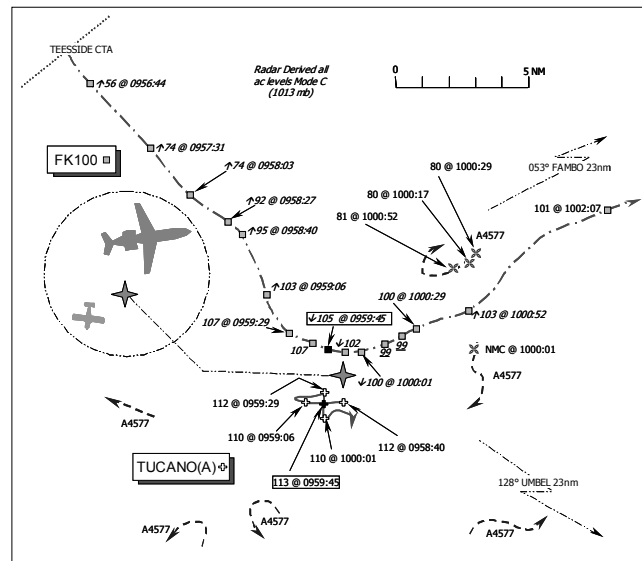 TEESSIDE CTA
Radar Derived all
ac levels Mode C
(1013 mb)
0
5 NM
↑56 @ 0956:44
↑74 @ 0957:31
FK100
↑74 @ 0958:03
↑92 @ 0958:27
↑95 @ 0958:40
80 @ 1000:29
80 @ 1000:17
81 @ 1000:52
053° FAMBO 23nm
101 @ 1002:07
A4577
↑103 @ 0959:06
100 @ 1000:29
107 @ 0959:29
↓105 @ 0959:45
↑103 @ 1000:52
107
↓102
99
99
NMC @ 1000:01
A4577
↓100 @ 1000:01
112 @ 0959:29
A4577
110 @ 0959:06
112 @ 0958:40
110 @ 1000:01
TUCANO(A)
113 @ 0959:45
128° UMBEL 23nm
A4577
A4577
A4577